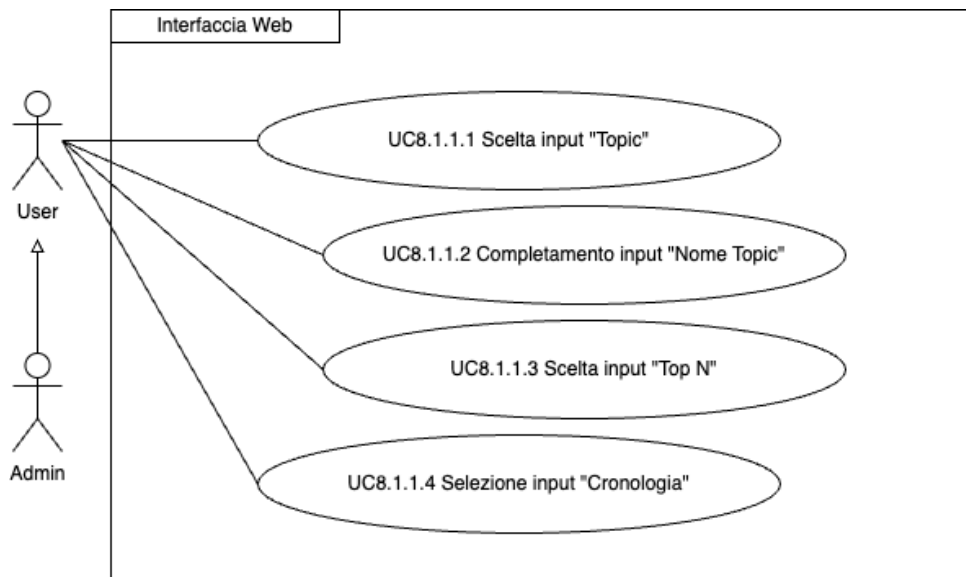 Interfaccia Web
UC8.1.1.1 Scelta input "Topic"
User
UC8.1.1.2 Completamento input "Nome Topic"
UC8.1.1.3 Scelta input "Top N"
Admin
UC8.1.1.4 Selezione input "Cronologia"